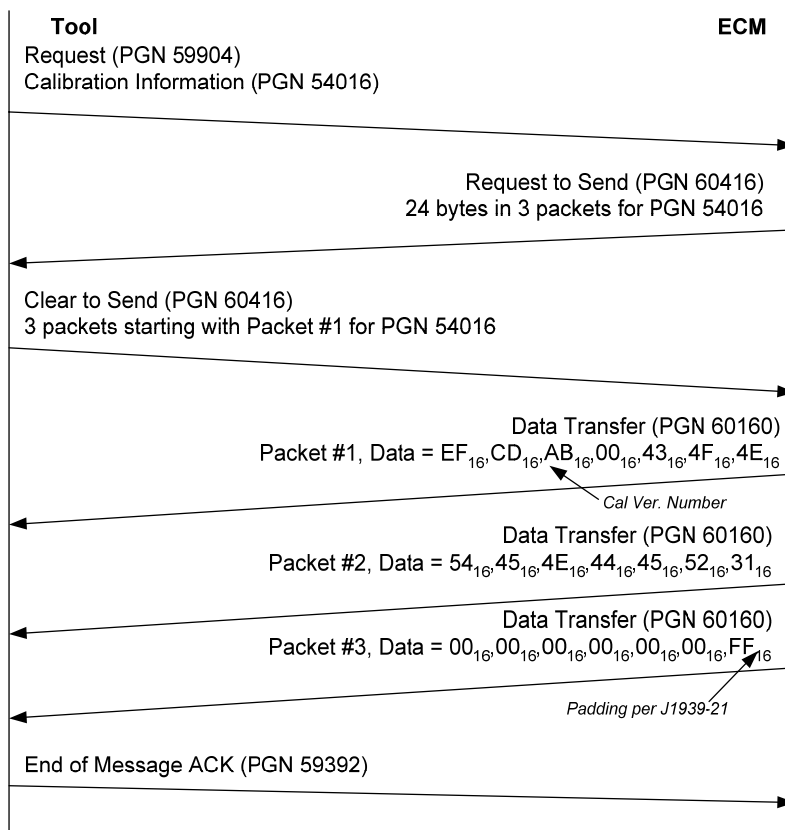 Tool
ECM
Request (PGN 59904)
Calibration Information (PGN 54016)
Request to Send (PGN 60416)
24 bytes in 3 packets for PGN 54016
Clear to Send (PGN 60416)
3 packets starting with Packet #1 for PGN 54016
Data Transfer (PGN 60160)
Packet #1, Data = EF₁₆,CD₁₆,AB₁₆,00₁₆,43₁₆,4F₁₆,4E₁₆
Cal Ver. Number
Data Transfer (PGN 60160)
Packet #2, Data = 54₁₆,45₁₆,4E₁₆,44₁₆,45₁₆,52₁₆,31₁₆
Data Transfer (PGN 60160)
Packet #3, Data = 00₁₆,00₁₆,00₁₆,00₁₆,00₁₆,00₁₆,FF₁₆
Padding per J1939-21
End of Message ACK (PGN 59392)